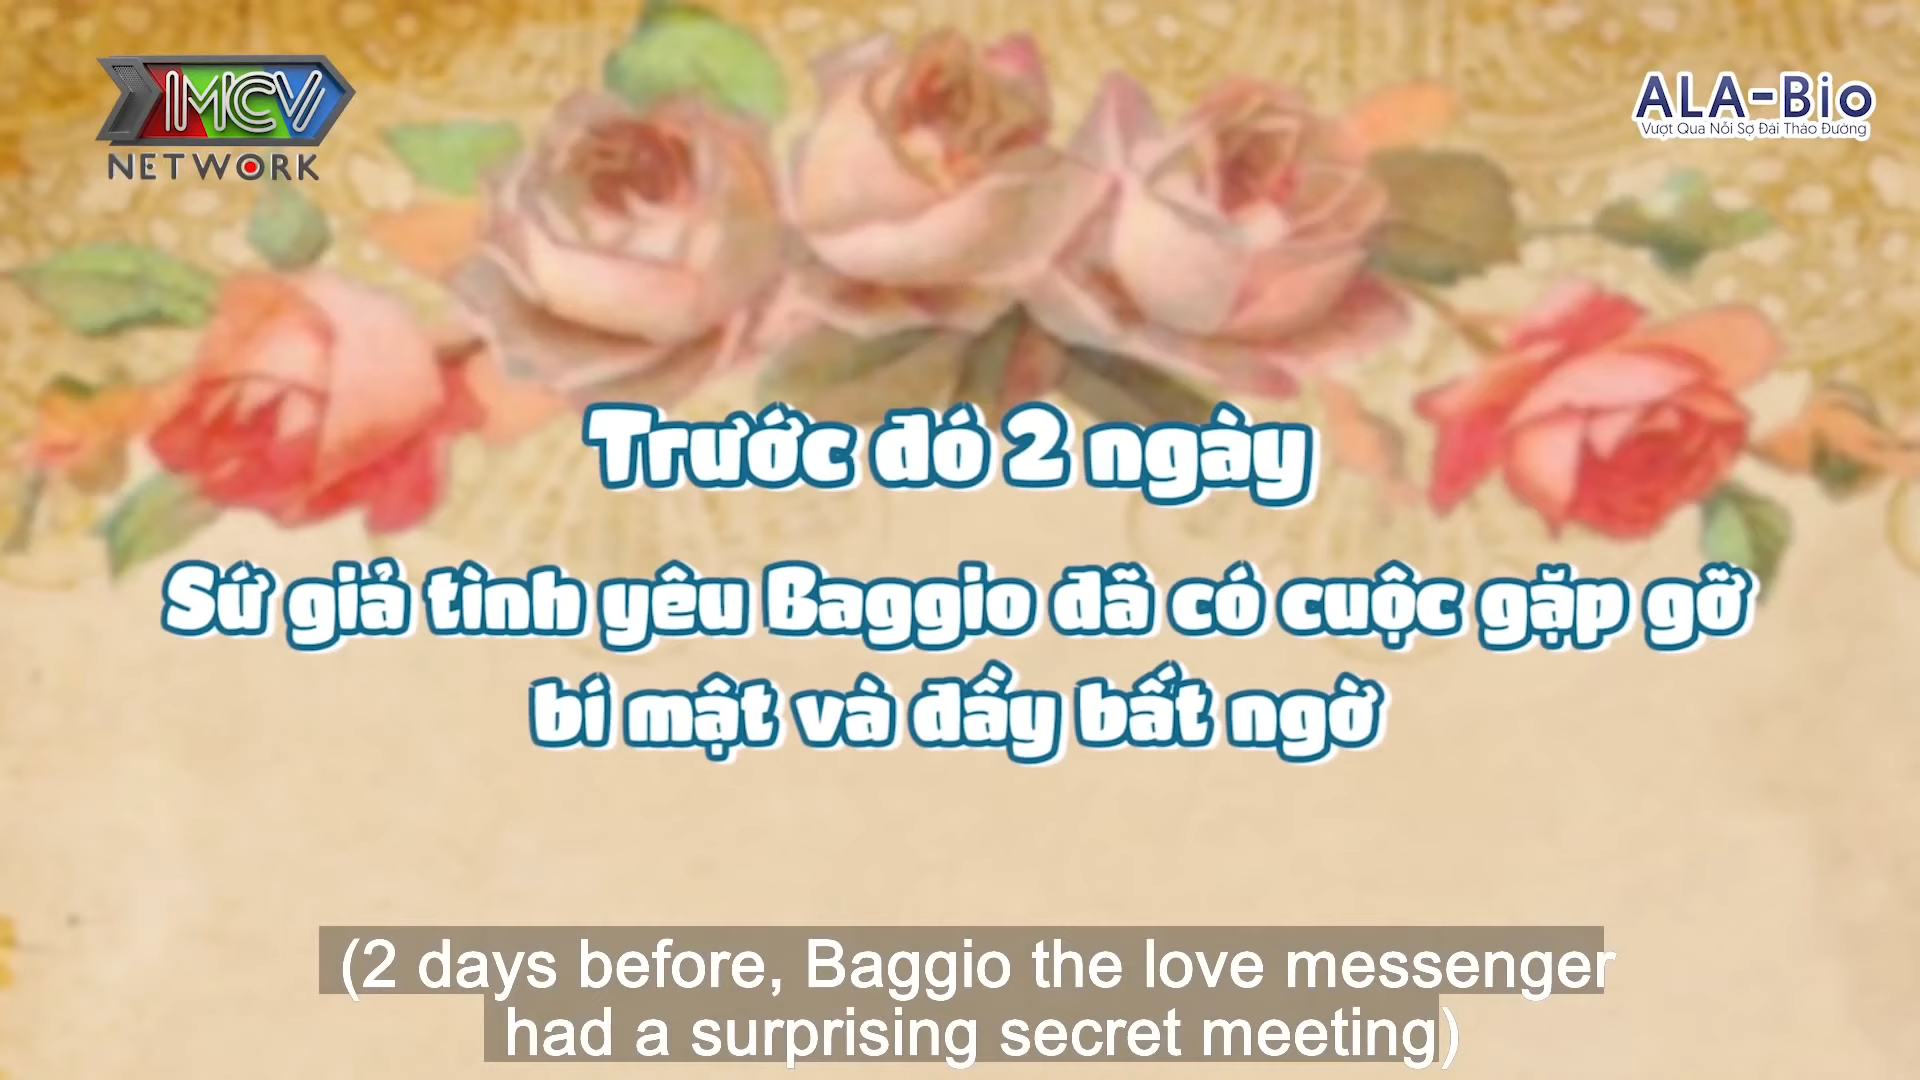 MCV
NETWORK
ALA-Bio
Vượt Qua Nỗi Sợ Đái Tháo Đường
Trước đó 2 ngày
Sứ giả tình yêu Baggio đã có cuộc gặp gỡ
bí mật và đầy bất ngờ
(2 days before, Baggio the love messenger
had a surprising secret meeting)